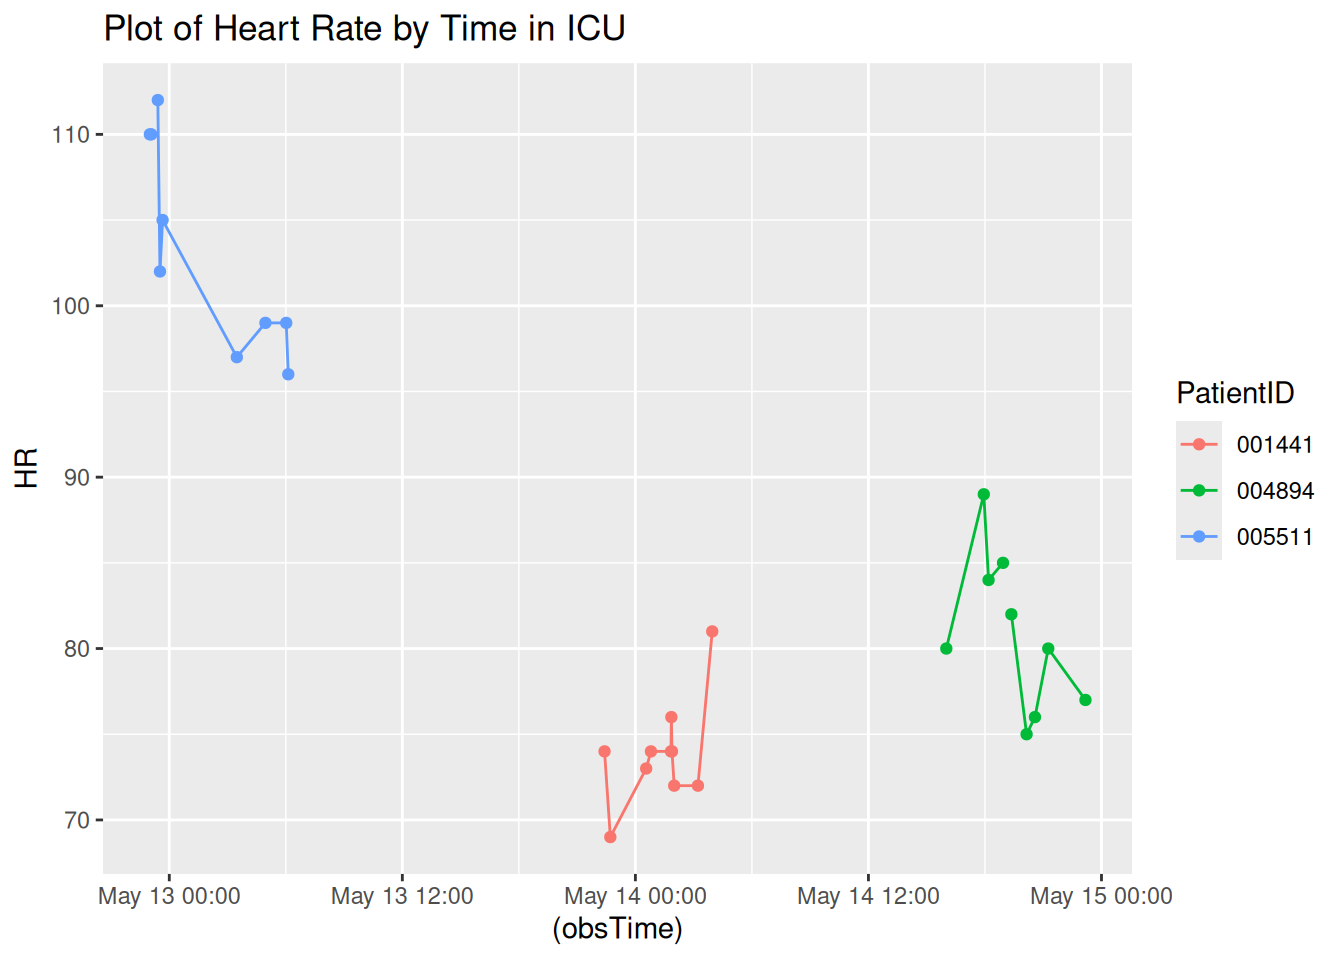 Plot of Heart Rate by Time in ICU
110
100
90
80
70
HR
May 13 00:00
May 13 12:00
May 14 00:00
May 14 12:00
May 15 00:00
(obsTime)
PatientID
001441
004894
005511